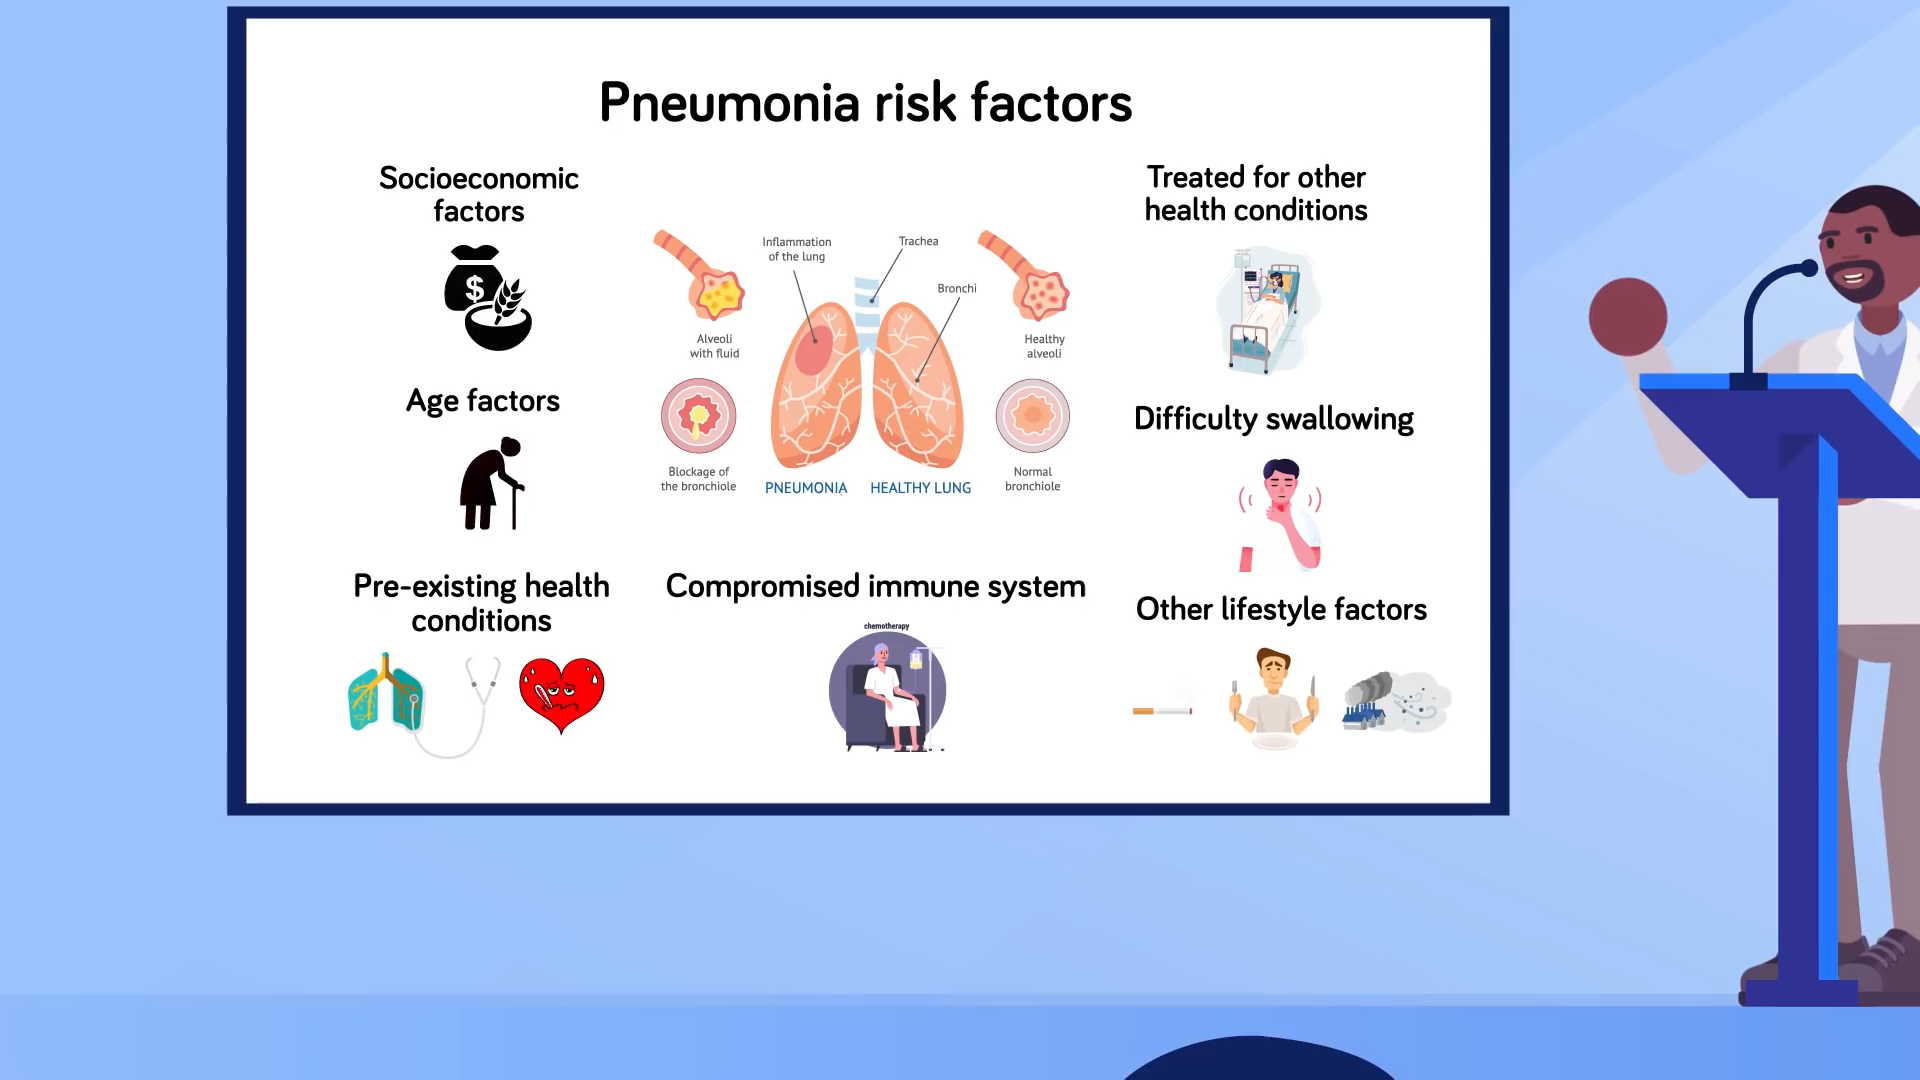 Pneumonia risk factors
Socioeconomic
factors
$
Age factors
Pre-existing health
conditions
Inflammation
of the lung
Trachea
Bronchi
Alveoli
with fluid
Healthy
alveoli
Blockage of
the bronchiole
PNEUMONIA
HEALTHY LUNG
Normal
bronchiole
Compromised immune system
chemotherapy
Treated for other
health conditions
Difficulty swallowing
Other lifestyle factors